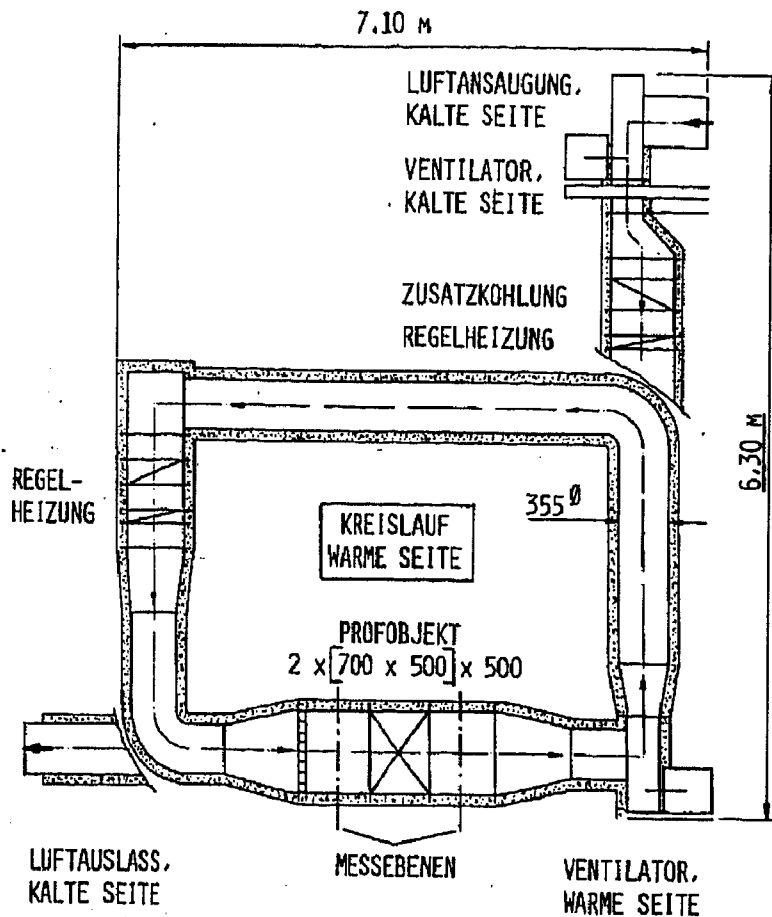 7.10 M
LUFTANSAUGUNG,
KALTE SEITE
VENTILATOR,
KALTE SEITE
ZUSATZKOHLUNG
REGELHEIZUNG
6,30 M
REGEL-
HEIZUNG
355 Ø
KREISLAUF
WARME SEITE
PROFOBJEKT
2 x [700 x 500] x 500
LUFTAUSLASS,
KALTE SEITE
MESSEBENEN
VENTILATOR,
WARME SEITE